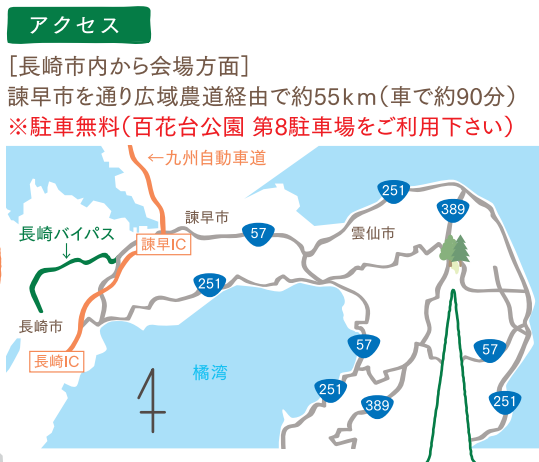 アクセス
［長崎市内から会場方面］
諫早市を通り広域農道経由で約55km（車で約90分）
※駐車無料（百花台公園 第8駐車場をご利用下さい）
←九州自動車道
251
389
諫早市
長崎バイパス
57
雲仙市
諫早IC
251
長崎市
長崎IC
橘湾
57
57
251
389
251